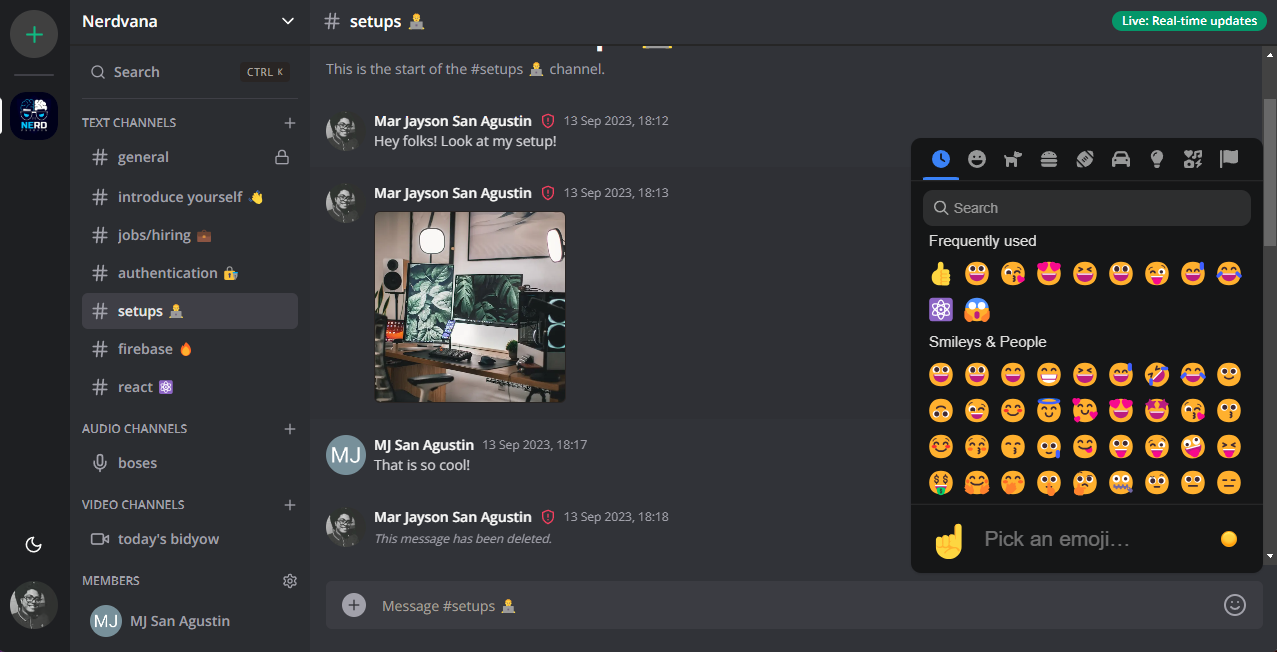 Nerdvana
Search
CTRL K
TEXT CHANNELS
general
introduce yourself 👋
jobs/hiring 💼
authentication 🔐
setups 🧑‍💻
firebase 🔥
react ⚛️
AUDIO CHANNELS
boses
VIDEO CHANNELS
today's bidyow
MEMBERS
MJ
MJ San Agustin
NERD
# setups 🧑‍💻
Live: Real-time updates
This is the start of the #setups 🧑‍💻 channel.
Mar Jayson San Agustin 13 Sep 2023, 18:12
Hey folks! Look at my setup!
Mar Jayson San Agustin 13 Sep 2023, 18:13
MJ
MJ San Agustin 13 Sep 2023, 18:17
That is so cool!
Mar Jayson San Agustin 13 Sep 2023, 18:18
This message has been deleted.
Message #setups 🧑‍💻
Search
Frequently used
Smileys & People
Pick an emoji…